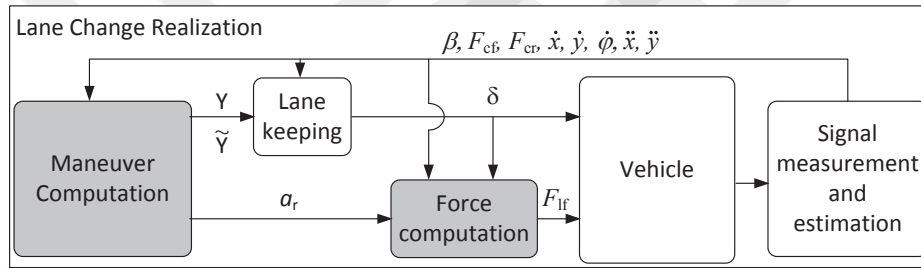 Lane Change Realization
β, F_cf, F_cr, ẋ, ẏ, φ̇, ẍ, ÿ
Maneuver
Computation
Y
Ỹ
Lane
keeping
δ
a_r
Force
computation
F_lf
Vehicle
Signal
measurement
and
estimation